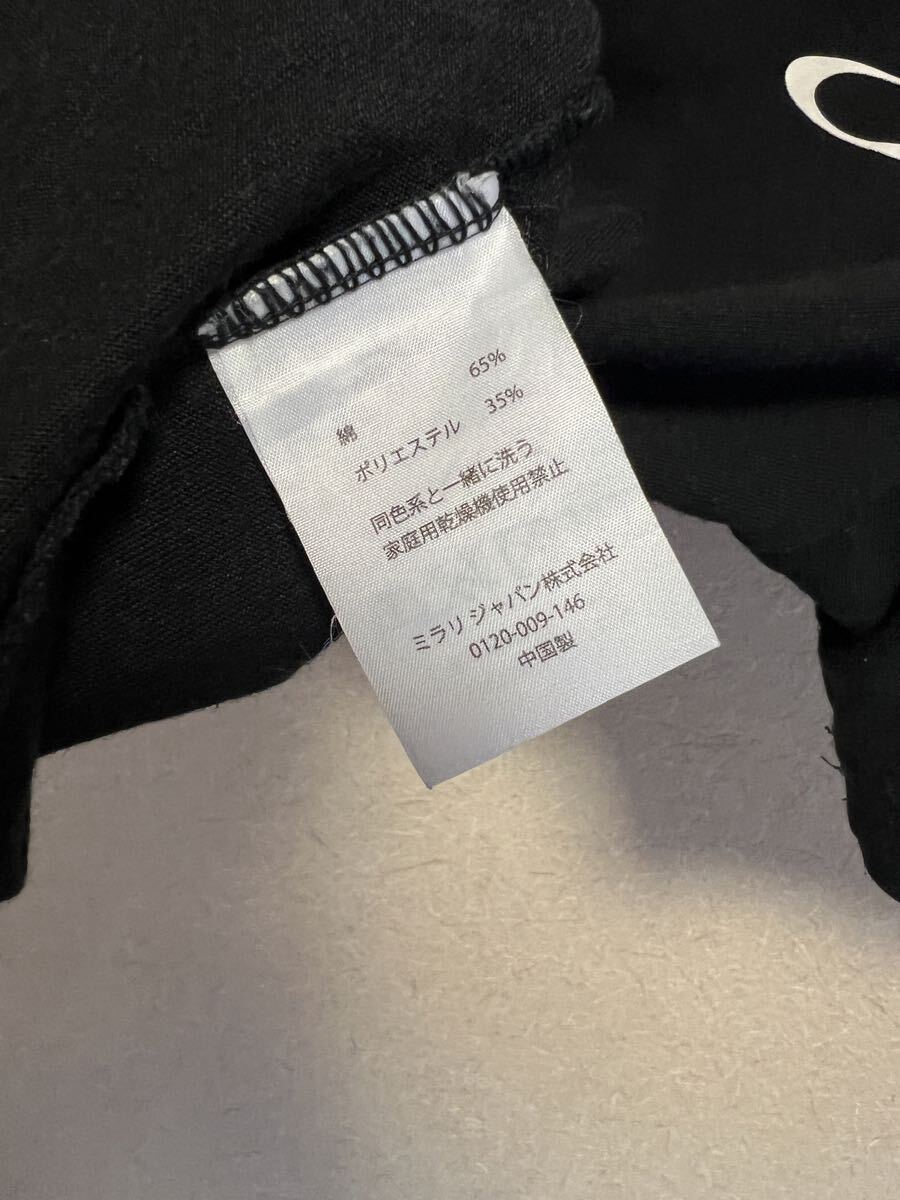 綿 65%
ポリエステル 35%
同色系と一緒に洗う
家庭用乾燥機使用禁止
ミラリ ジャパン株式会社
0120-009-146
中国製